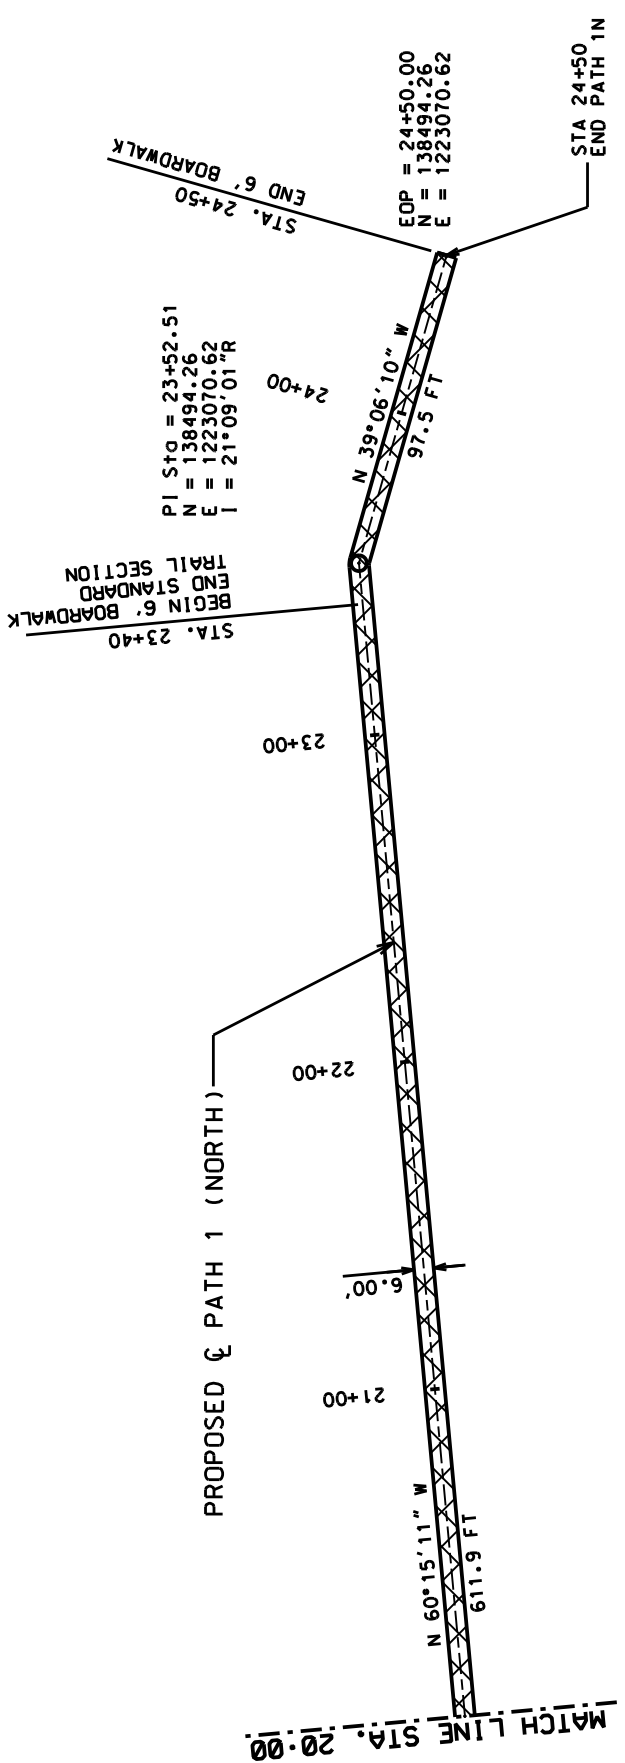 EOP = 24+50.00
N = 138494.26
E = 1223070.62
STA 24+50
END PATH 1N
STA. 24+50
END 6' BOARDWALK
PI Sta = 23+52.51
N = 138494.26
E = 1223070.62
I = 21°09'01"R
24+00
N 39°06'10" W
97.5 FT
STA. 23+40
BEGIN 6' BOARDWALK
END STANDARD
TRAIL SECTION
23+00
22+00
PROPOSED ℄ PATH 1 (NORTH)
6.00'
21+00
N 60°15'11" W
611.9 FT
MATCH LINE STA. 20+00